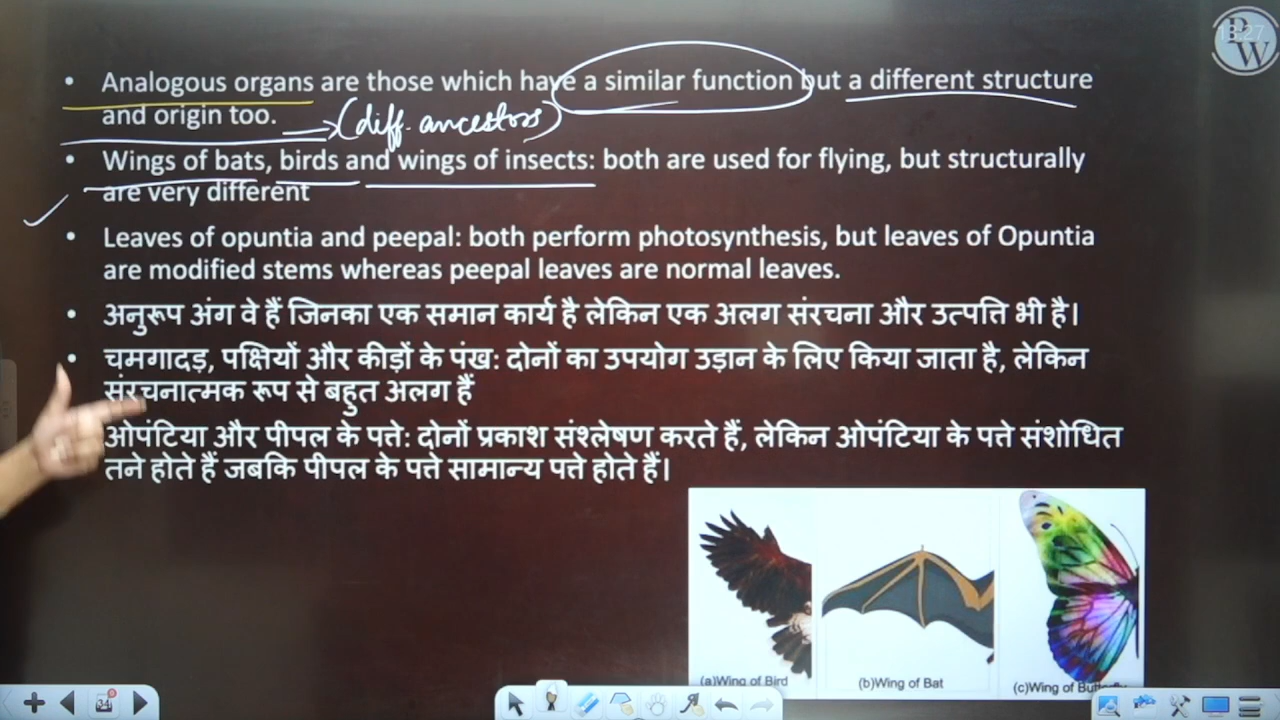 Analogous organs are those which have a similar function but a different structure
and origin too. → (diff. ancestors)
Wings of bats, birds and wings of insects: both are used for flying, but structurally
are very different
Leaves of opuntia and peepal: both perform photosynthesis, but leaves of Opuntia
are modified stems whereas peepal leaves are normal leaves.
अनुरूप अंग वे हैं जिनका एक समान कार्य है लेकिन एक अलग संरचना और उत्पत्ति भी है।
चमगादड़, पक्षियों और कीड़ों के पंख: दोनों का उपयोग उड़ान के लिए किया जाता है, लेकिन
संरचनात्मक रूप से बहुत अलग हैं
ओपंटिया और पीपल के पत्ते: दोनों प्रकाश संश्लेषण करते हैं, लेकिन ओपंटिया के पत्ते संशोधित
तने होते हैं जबकि पीपल के पत्ते सामान्य पत्ते होते हैं।
(a)Wing of Bird (b)Wing of Bat (c)Wing of Butterfly
13:27
PW
34